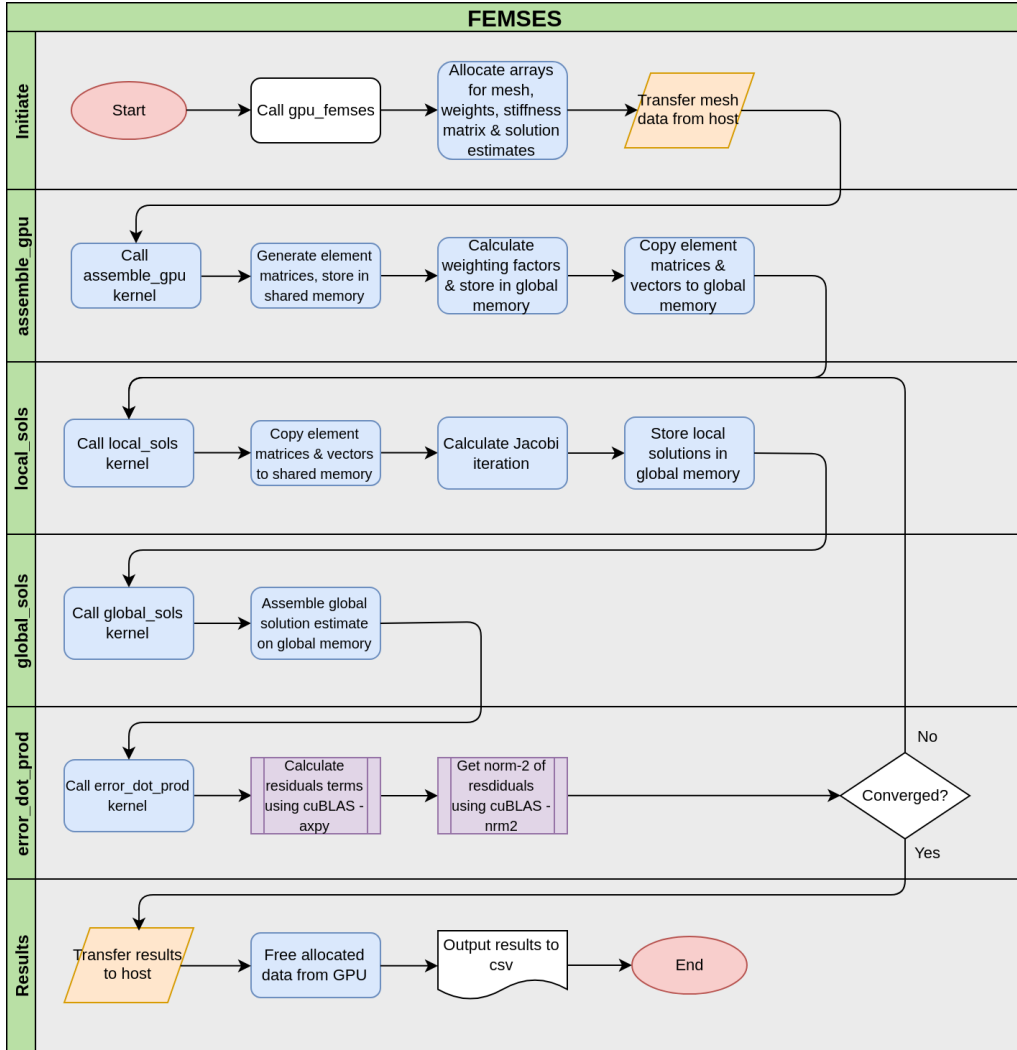 FEMSES
Initiate
Start
Call gpu_femses
Allocate arrays
for mesh,
weights, stiffness
matrix & solution
estimates
Transfer mesh
data from host
assemble_gpu
Call
assemble_gpu
kernel
Generate element
matrices, store in
shared memory
Calculate
weighting factors
& store in global
memory
Copy element
matrices &
vectors to global
memory
local_sols
Call local_sols
kernel
Copy element
matrices & vectors
to shared memory
Calculate Jacobi
iteration
Store local
solutions in
global memory
global_sols
Call global_sols
kernel
Assemble global
solution estimate
on global memory
error_dot_prod
Call error_dot_prod
kernel
Calculate
residuals terms
using cuBLAS -
axpy
Get norm-2 of
resdiduals
using cuBLAS -
nrm2
No
Converged?
Yes
Results
Transfer results
to host
Free allocated
data from GPU
Output results to
csv
End